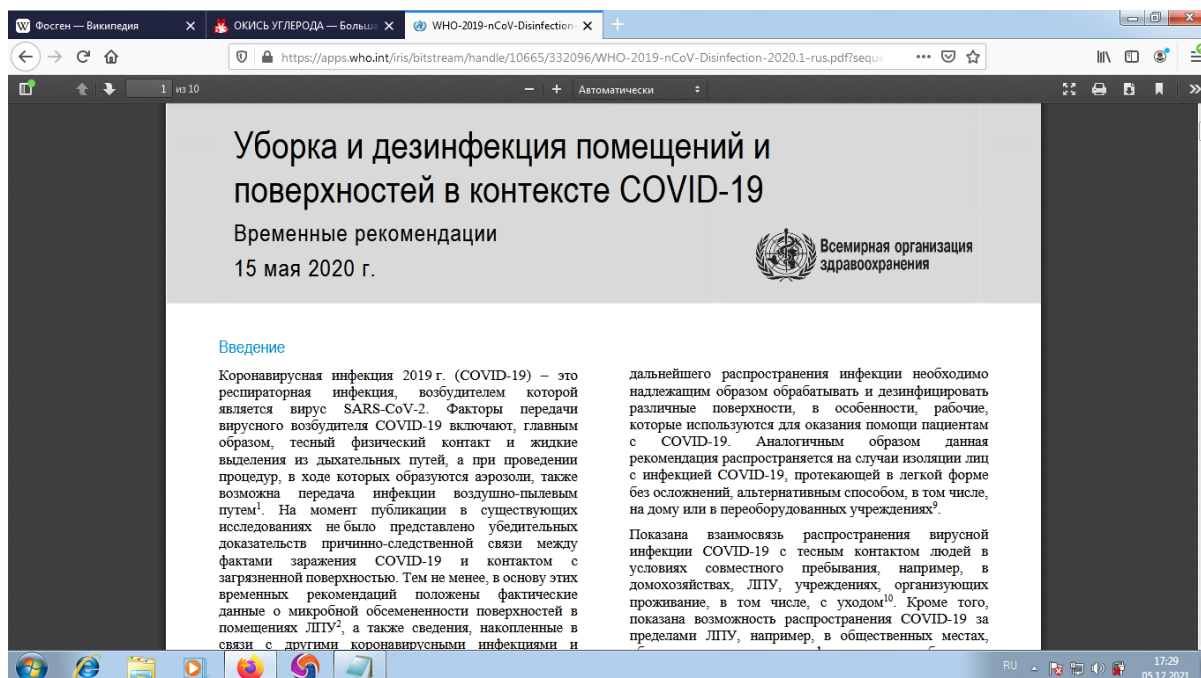 Фосген — Википедия
ОКИСЬ УГЛЕРОДА — Больша
WHO-2019-nCoV-Disinfection-
https://apps.who.int/iris/bitstream/handle/10665/332096/WHO-2019-nCoV-Disinfection-2020.1-rus.pdf?seque
1 из 10
Автоматически
Уборка и дезинфекция помещений и
поверхностей в контексте COVID-19
Временные рекомендации
15 мая 2020 г.
Всемирная организация
здравоохранения
Введение
Коронавирусная инфекция 2019 г. (COVID-19) – это
респираторная инфекция, возбудителем которой
является вирус SARS-CoV-2. Факторы передачи
вирусного возбудителя COVID-19 включают, главным
образом, тесный физический контакт и жидкие
выделения из дыхательных путей, а при проведении
процедур, в ходе которых образуются аэрозоли, также
возможна передача инфекции воздушно-пылевым
путем1. На момент публикации в существующих
исследованиях не было представлено убедительных
доказательств причинно-следственной связи между
фактами заражения COVID-19 и контактом с
загрязненной поверхностью. Тем не менее, в основу этих
временных рекомендаций положены фактические
данные о микробной обсемененности поверхностей в
помещениях ЛПУ2, а также сведения, накопленные в
связи с другими коронавирусными инфекциями и
дальнейшего распространения инфекции необходимо
надлежащим образом обрабатывать и дезинфицировать
различные поверхности, в особенности, рабочие,
которые используются для оказания помощи пациентам
с COVID-19. Аналогичным образом данная
рекомендация распространяется на случаи изоляции лиц
с инфекцией COVID-19, протекающей в легкой форме
без осложнений, альтернативным способом, в том числе,
на дому или в переоборудованных учреждениях9.
Показана взаимосвязь распространения вирусной
инфекции COVID-19 с тесным контактом людей в
условиях совместного пребывания, например, в
домохозяйствах, ЛПУ, учреждениях, организующих
проживание, в том числе, с уходом10. Кроме того,
показана возможность распространения COVID-19 за
пределами ЛПУ, например, в общественных местах,
RU
17:29
05.12.2021